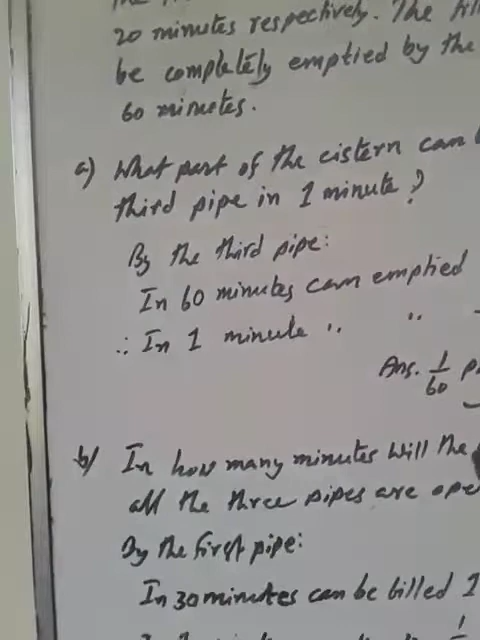 20 minutes respectively. The fil
be completely emptied by the
60 minutes.
a) What part of the cistern can
third pipe in 1 minute?
By the third pipe:
In 60 minutes can emptied
∴ In 1 minute " "
Ans. 1/60 p
b) In how many minutes will the
all the three pipes are ope
By the first pipe:
In 30 minutes can be filled 1